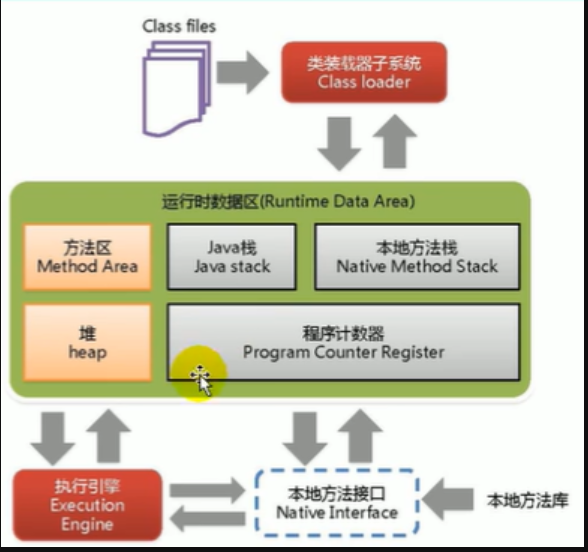 Class files
类装载器子系统
Class loader
运行时数据区(Runtime Data Area)
方法区
Method Area
Java栈
Java stack
本地方法栈
Native Method Stack
堆
heap
程序计数器
Program Counter Register
执行引擎
Execution
Engine
本地方法接口
Native Interface
本地方法库